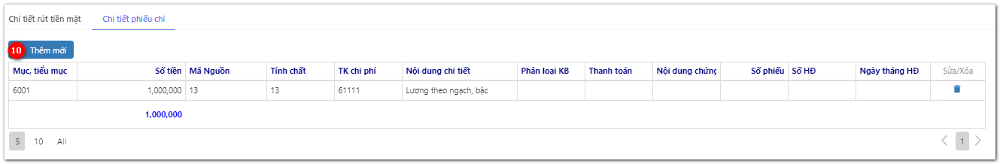 Chi tiết rút tiền mặt Chi tiết phiếu chi
10 Thêm mới
Mục, tiểu mục Số tiền Mã Nguồn Tính chất TK chi phí Nội dung chi tiết Phân loại KB Thanh toán Nội dung chứng Số phiếu Số HĐ Ngày tháng HĐ Sửa/Xóa
6001 1,000,000 13 13 61111 Lương theo ngạch, bậc
1,000,000
5 10 All 1